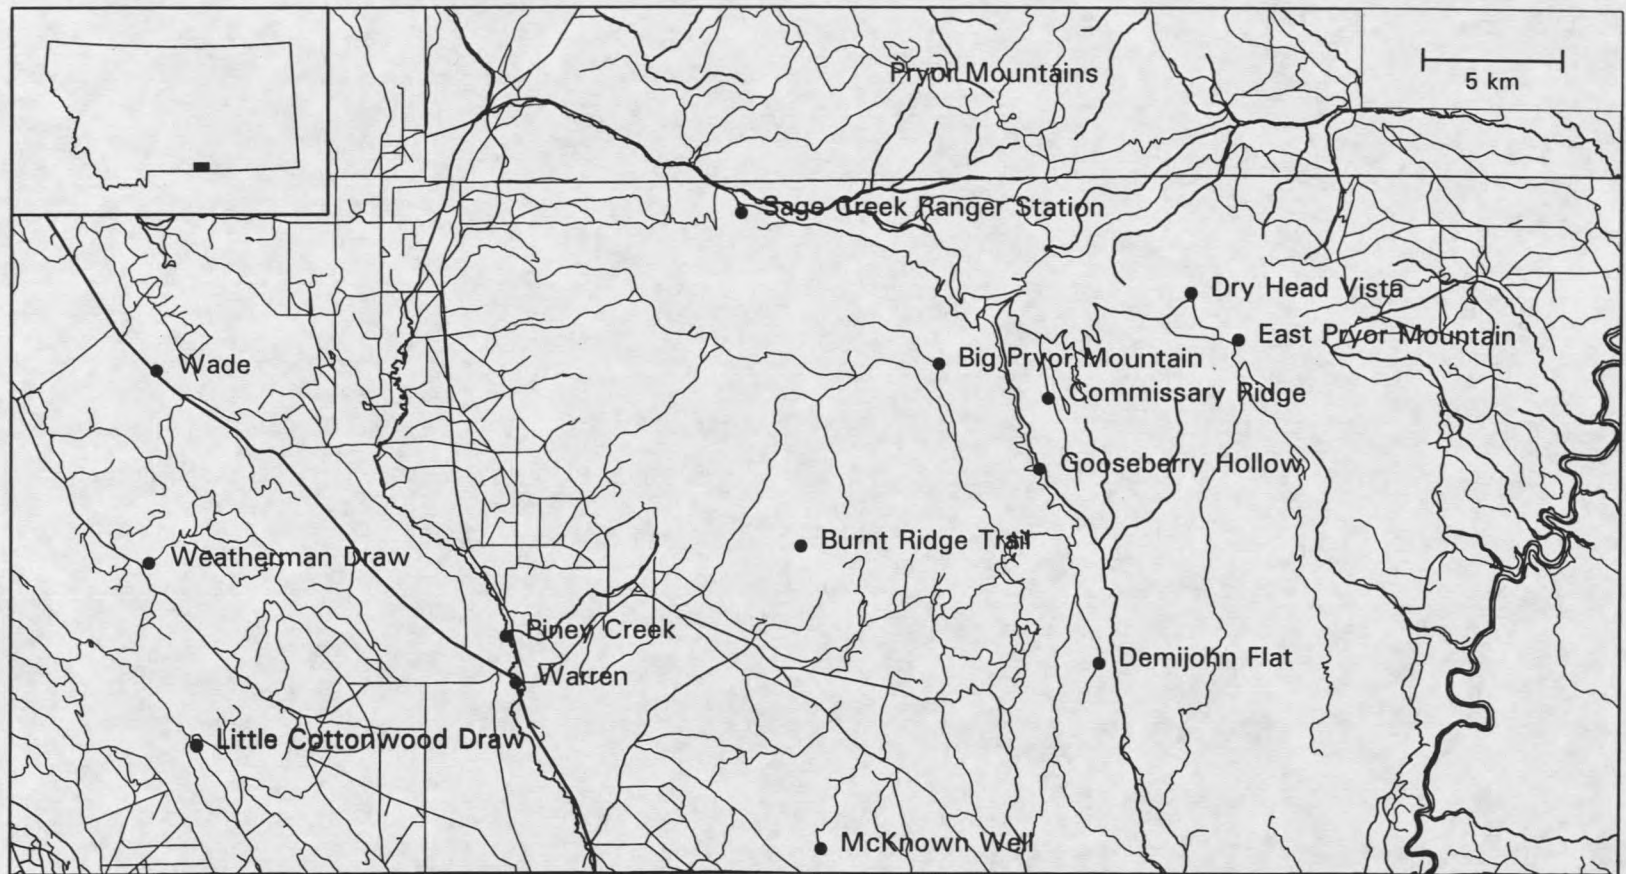 Pryor Mountains
5 km
Sage Creek Ranger Station
Dry Head Vista
East Pryor Mountain
Big Pryor Mountain
Wade
Commissary Ridge
Gooseberry Hollow
Burnt Ridge Trail
Weatherman Draw
Piney Creek
Demijohn Flat
Warren
Little Cottonwood Draw
McKnown Well